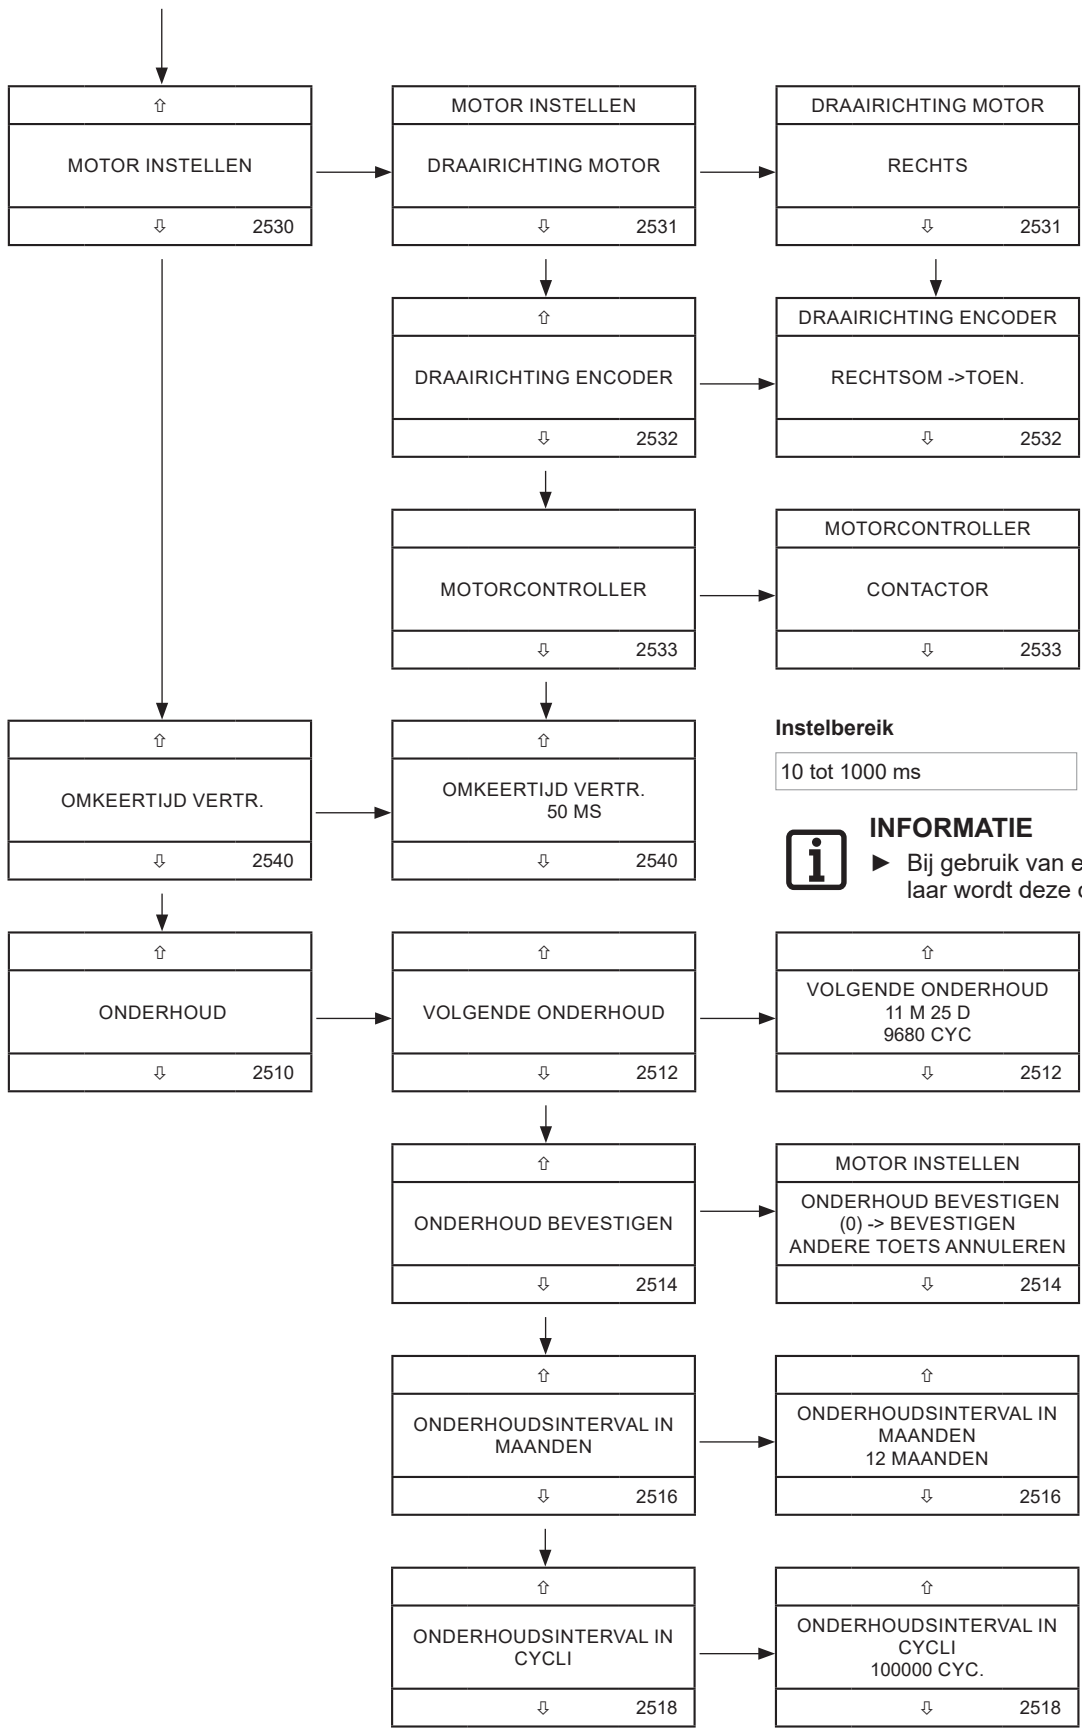 ⇧
MOTOR INSTELLEN
⇩ 2530
MOTOR INSTELLEN
DRAAIRICHTING MOTOR
⇩ 2531
DRAAIRICHTING MOTOR
RECHTS
⇩ 2531
⇧
DRAAIRICHTING ENCODER
⇩ 2532
DRAAIRICHTING ENCODER
RECHTSOM ->TOEN.
⇩ 2532
MOTORCONTROLLER
⇩ 2533
MOTORCONTROLLER
CONTACTOR
⇩ 2533
⇧
OMKEERTIJD VERTR.
⇩ 2540
⇧
OMKEERTIJD VERTR.
50 MS
⇩ 2540
Instelbereik
10 tot 1000 ms
INFORMATIE
► Bij gebruik van
laar wordt deze
⇧
ONDERHOUD
⇩ 2510
⇧
VOLGENDE ONDERHOUD
⇩ 2512
⇧
VOLGENDE ONDERHOUD
11 M 25 D
9680 CYC
⇩ 2512
⇧
ONDERHOUD BEVESTIGEN
⇩ 2514
MOTOR INSTELLEN
ONDERHOUD BEVESTIGEN
(0) -> BEVESTIGEN
ANDERE TOETS ANNULEREN
⇩ 2514
⇧
ONDERHOUDSINTERVAL IN
MAANDEN
⇩ 2516
⇧
ONDERHOUDSINTERVAL IN
MAANDEN
12 MAANDEN
⇩ 2516
⇧
ONDERHOUDSINTERVAL IN
CYCLI
⇩ 2518
⇧
ONDERHOUDSINTERVAL IN
CYCLI
100000 CYC.
⇩ 2518